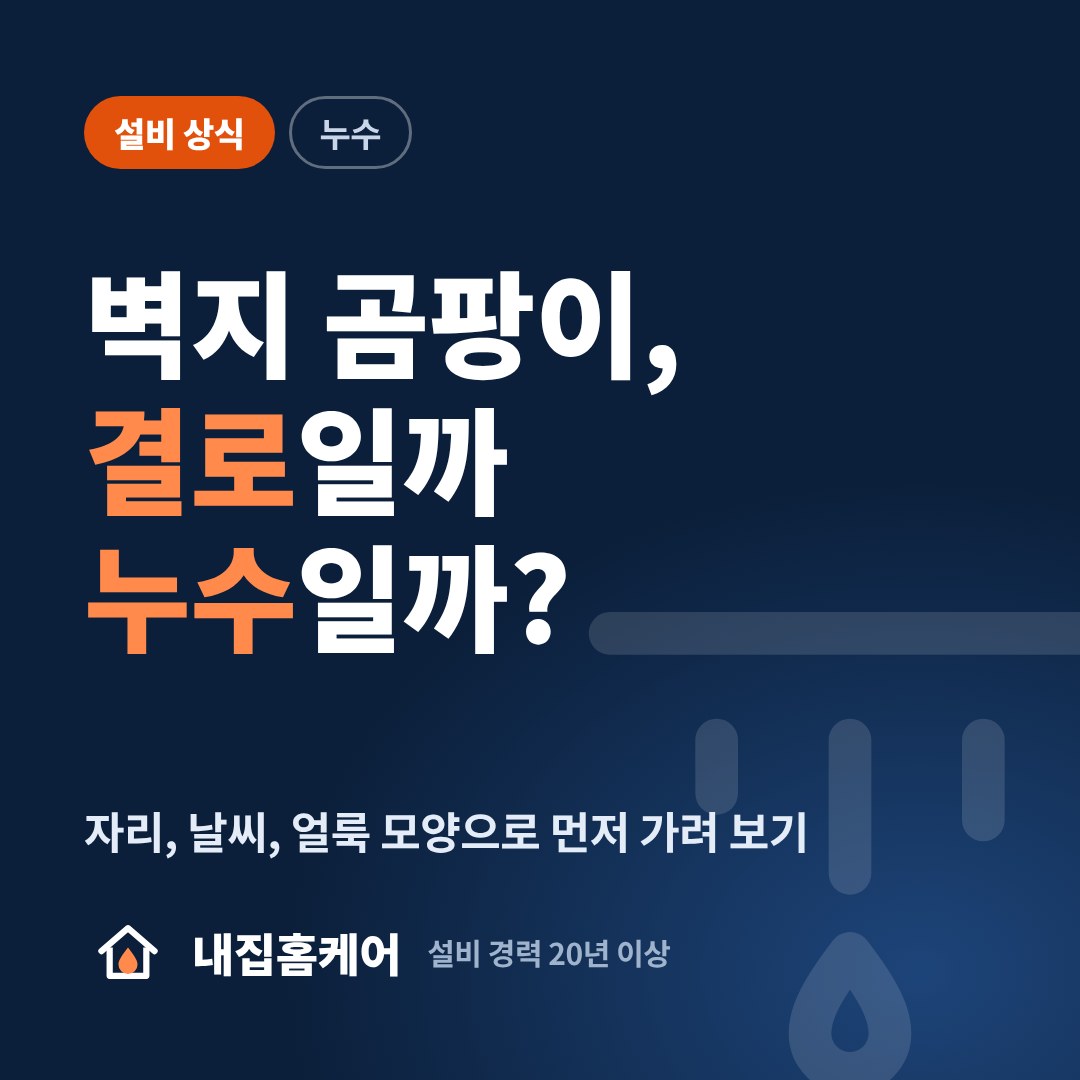 설비 상식
누수
벽지 곰팡이,
결로일까
누수일까?
자리, 날씨, 얼룩 모양으로 먼저 가려 보기
내집홈케어 설비 경력 20년 이상